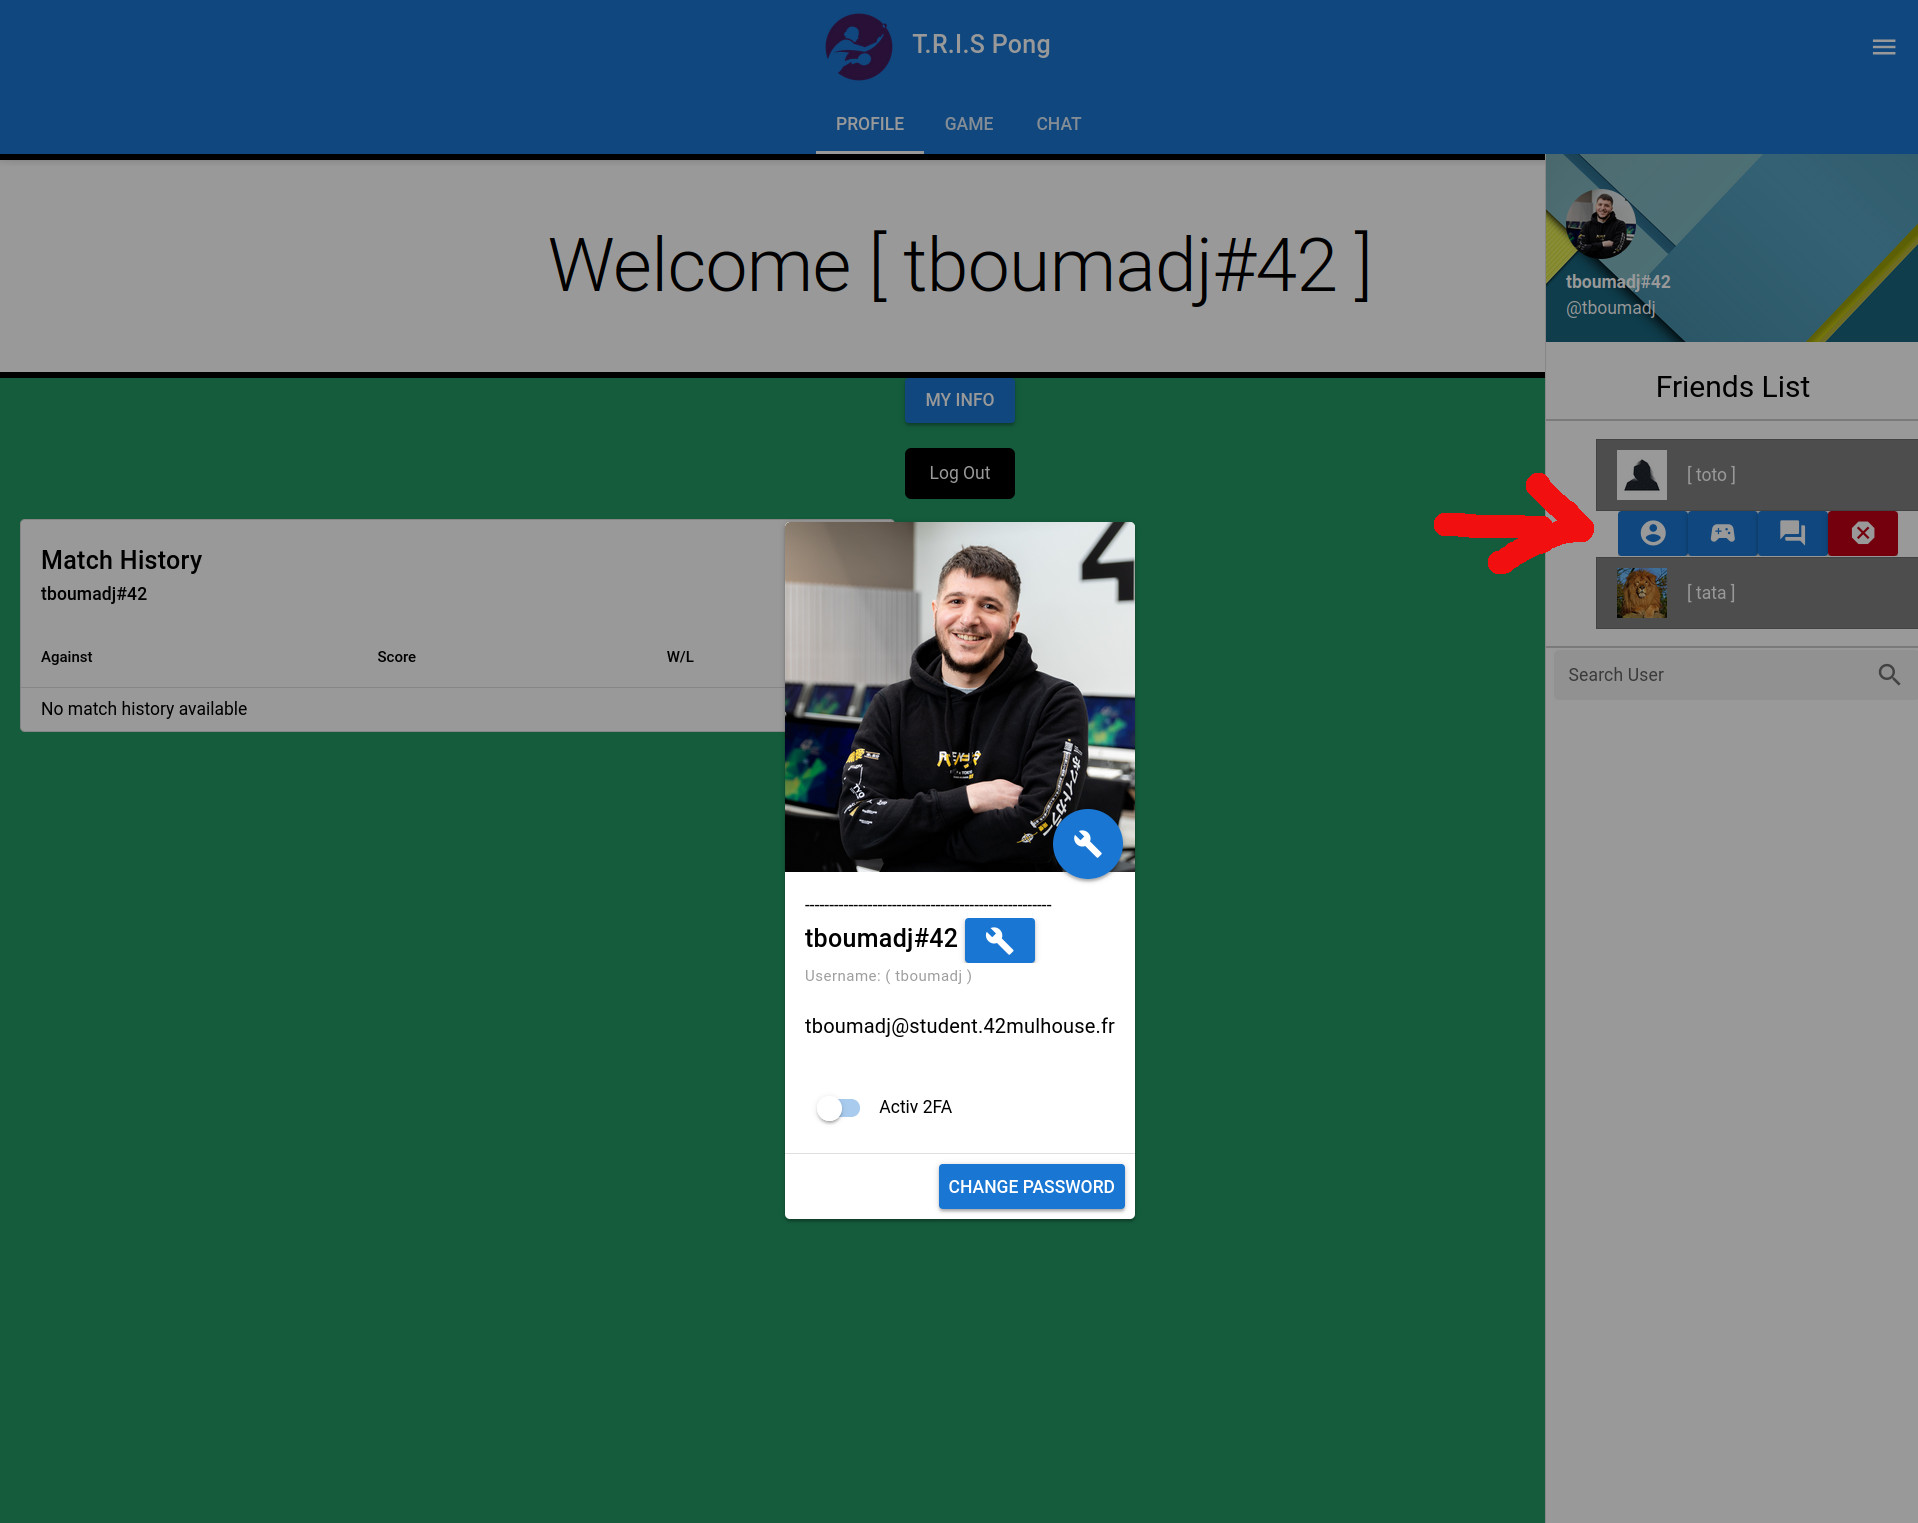 T.R.I.S Pong
PROFILE
GAME
CHAT
Welcome [ tboumadj#42 ]
tboumadj#42
@tboumadj
MY INFO
Log Out
Friends List
[ toto ]
[ tata ]
Search User
Match History
tboumadj#42
Against
Score
W/L
No match history available
4
--------------------------------------------------
tboumadj#42
Username: ( tboumadj )
tboumadj@student.42mulhouse.fr
Activ 2FA
CHANGE PASSWORD